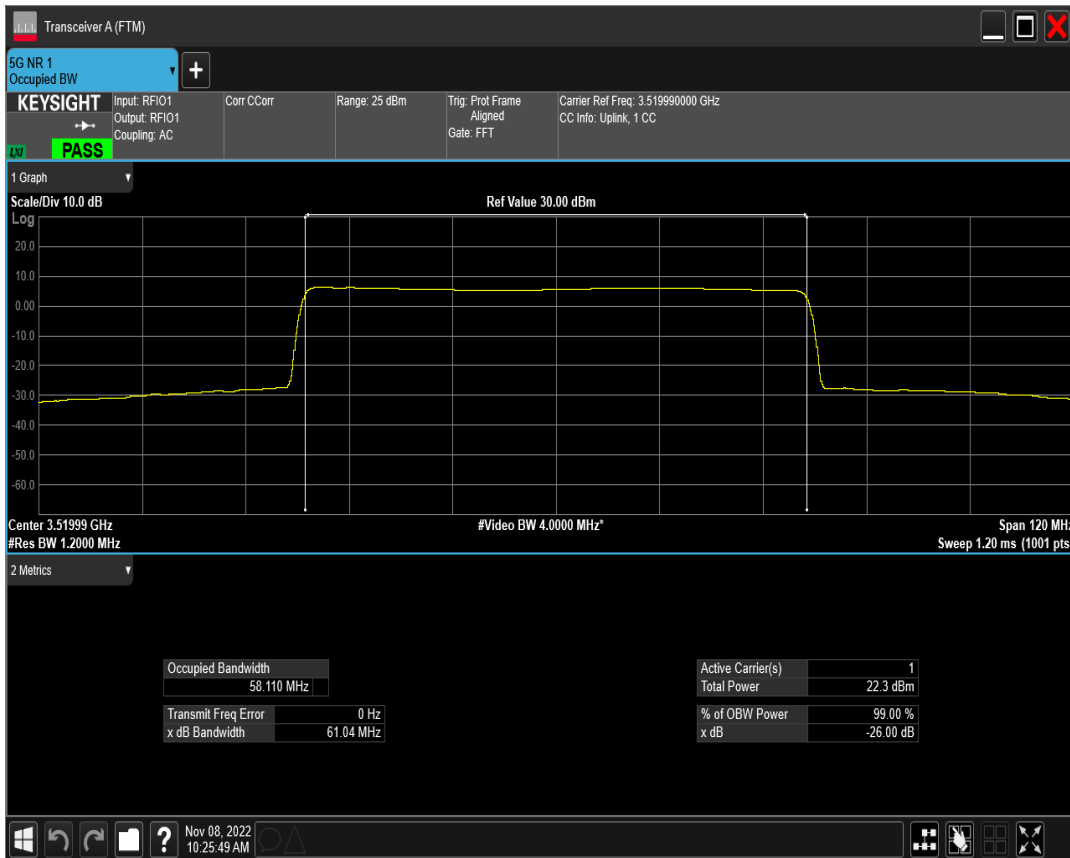 Transceiver A (FTM)
5G NR 1
Occupied BW
+
KEYSIGHT
LXI
PASS
Input: RFIO1
Output: RFIO1
Coupling: AC
Corr CCorr
Range: 25 dBm
Trig: Prot Frame
Aligned
Gate: FFT
Carrier Ref Freq: 3.519990000 GHz
CC Info: Uplink, 1 CC
1 Graph
Scale/Div 10.0 dB
Ref Value 30.00 dBm
Log
20.0
10.0
0.00
-10.0
-20.0
-30.0
-40.0
-50.0
-60.0
Center 3.51999 GHz
#Video BW 4.0000 MHz*
Span 120 MHz
#Res BW 1.2000 MHz
Sweep 1.20 ms (1001 pts
2 Metrics
Occupied Bandwidth
58.110 MHz
Transmit Freq Error 0 Hz
x dB Bandwidth 61.04 MHz
Active Carrier(s) 1
Total Power 22.3 dBm
% of OBW Power 99.00 %
x dB -26.00 dB
?
Nov 08, 2022
10:25:49 AM